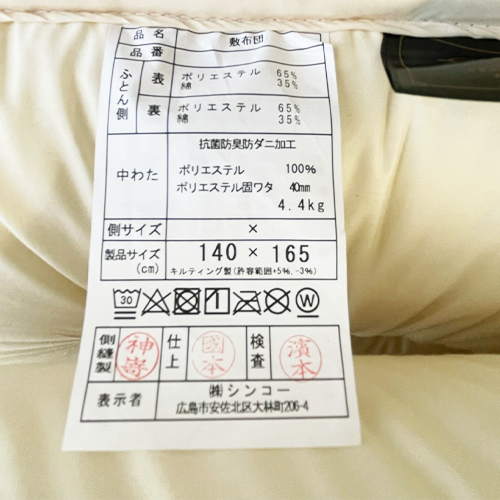 品名 敷布団
品番
ふとん側 表 ポリエステル 65%
綿 35%
裏 ポリエステル 65%
綿 35%
中わた 抗菌防臭防ダニ加工
ポリエステル 100%
ポリエステル固ワタ 40mm
4.4kg
側サイズ ×
製品サイズ(cm) 140 × 165
キルティング製(許容範囲+5%,-3%)
30 W
側縫製 神嵜 仕上 國本 検査 濱本
表示者 ㈱シンコー
広島市安佐北区大林町206-4